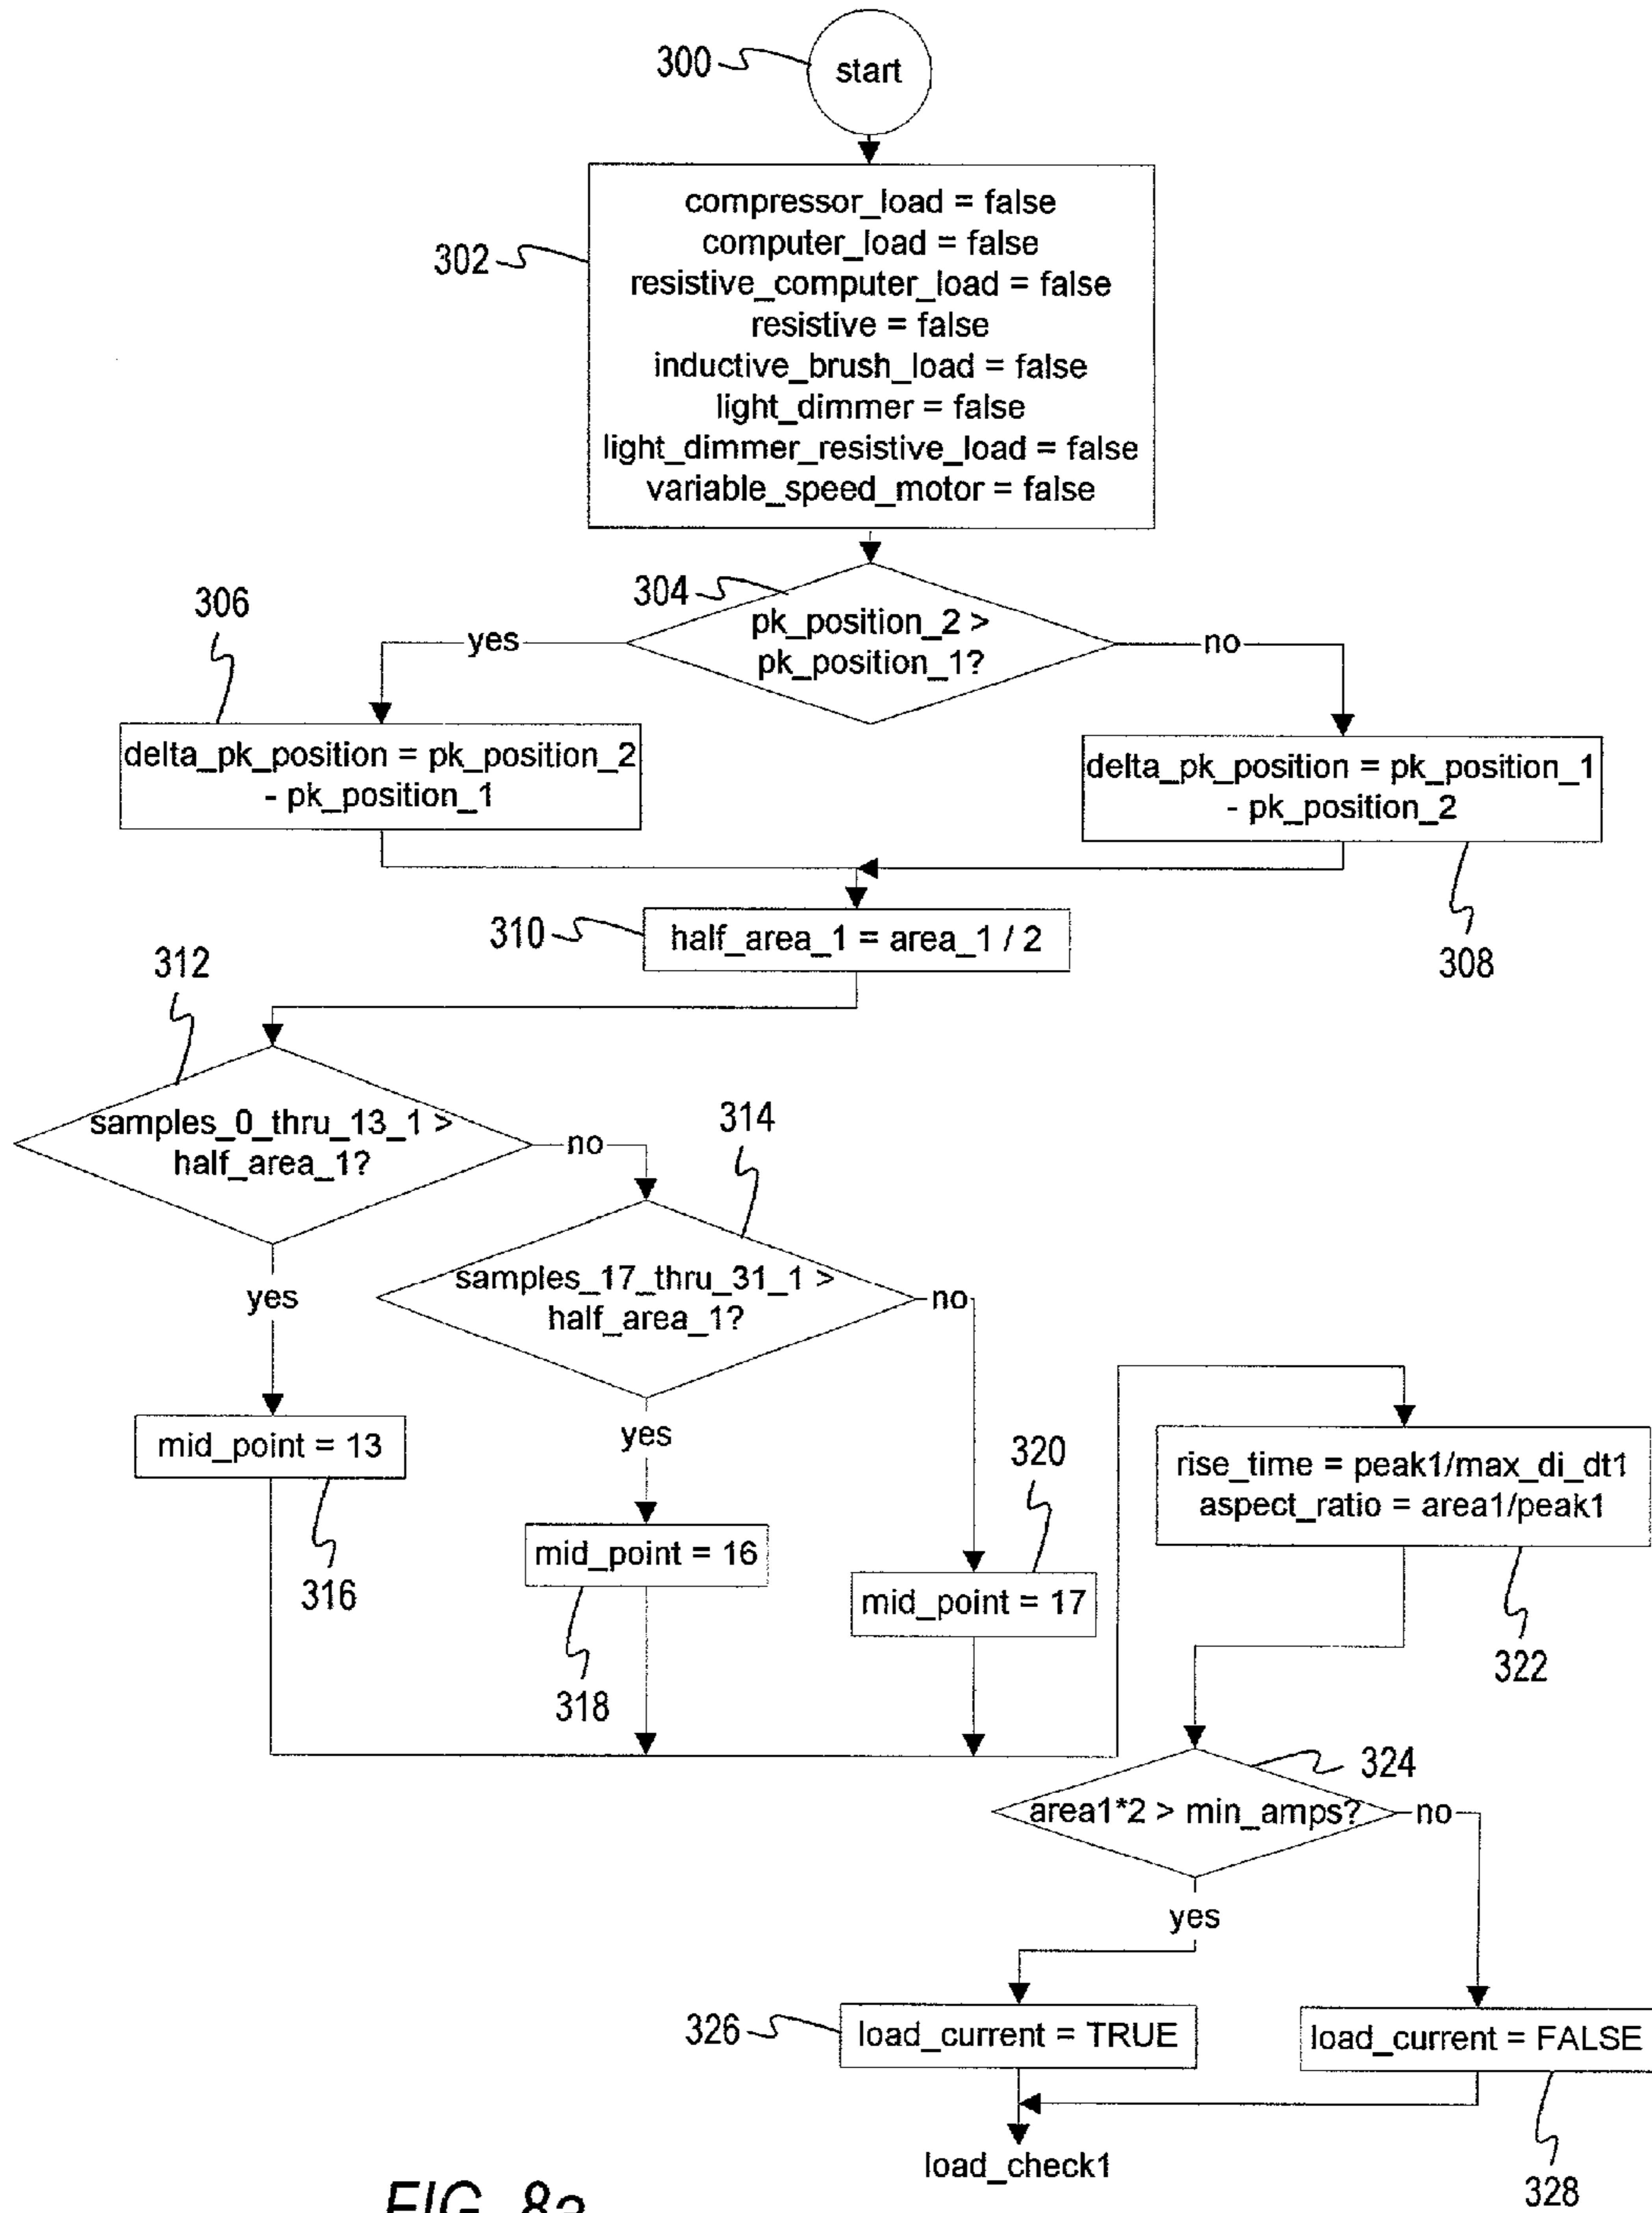 300
start
302
compressor_load = false
computer_load = false
resistive_computer_load = false
resistive = false
inductive_brush_load = false
light_dimmer = false
light_dimmer_resistive_load = false
variable_speed_motor = false
304
pk_position_2 >
pk_position_1?
yes
no
306
delta_pk_position = pk_position_2
- pk_position_1
delta_pk_position = pk_position_1
- pk_position_2
308
310
half_area_1 = area_1 / 2
312
samples_0_thru_13_1 >
half_area_1?
no
yes
314
samples_17_thru_31_1 >
half_area_1?
no
yes
mid_point = 13
316
mid_point = 16
318
320
mid_point = 17
rise_time = peak1/max_di_dt1
aspect_ratio = area1/peak1
322
324
area1*2 > min_amps?
no
yes
326
load_current = TRUE
load_current = FALSE
328
load_check1
FIG. 8a